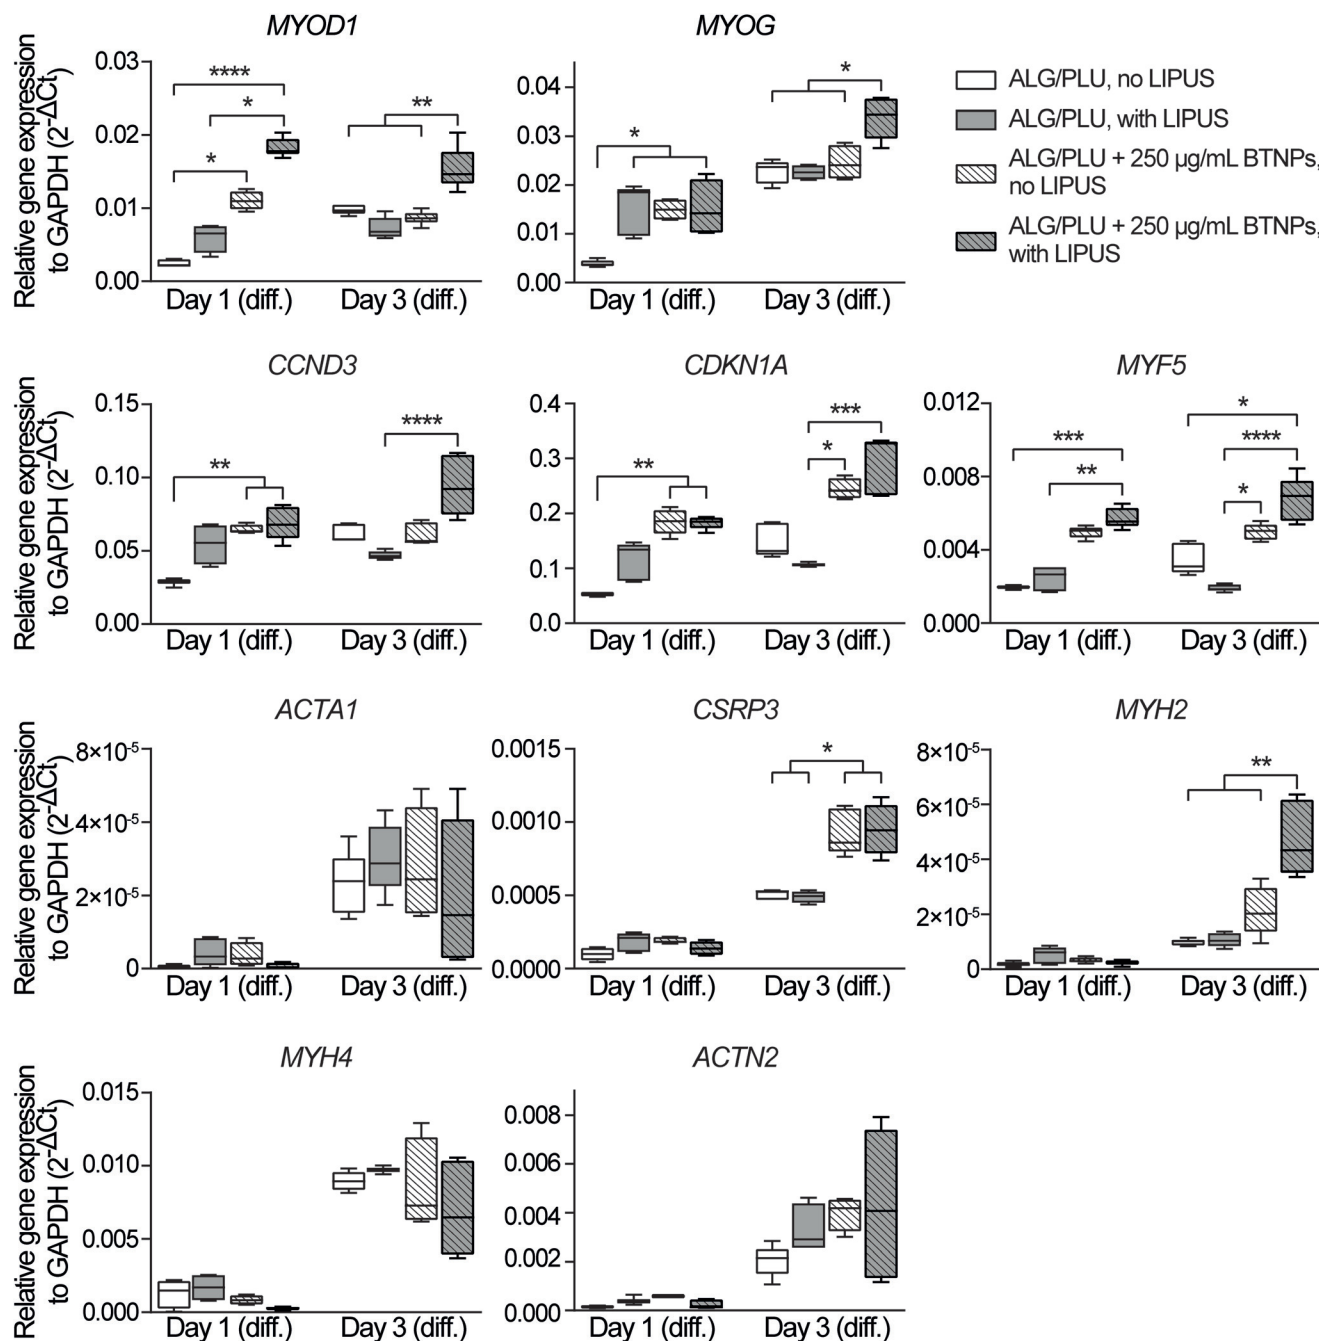 MYOD1
MYOG
Relative gene expression
to GAPDH (2-ΔCt)
0.03
0.02
0.01
0.00
****
*
*
**
Day 1 (diff.)
Day 3 (diff.)
0.04
0.03
0.02
0.01
0.00
*
*
Day 1 (diff.)
Day 3 (diff.)
ALG/PLU, no LIPUS
ALG/PLU, with LIPUS
ALG/PLU + 250 µg/mL BTNPs,
no LIPUS
ALG/PLU + 250 µg/mL BTNPs,
with LIPUS
CCND3
CDKN1A
MYF5
Relative gene expression
to GAPDH (2-ΔCt)
0.15
0.10
0.05
0.00
**
****
Day 1 (diff.)
Day 3 (diff.)
0.4
0.3
0.2
0.1
0.0
**
***
*
Day 1 (diff.)
Day 3 (diff.)
0.012
0.008
0.004
0.000
***
**
*
****
*
Day 1 (diff.)
Day 3 (diff.)
ACTA1
CSRP3
MYH2
Relative gene expression
to GAPDH (2-ΔCt)
8×10-5
4×10-5
2×10-5
0
Day 1 (diff.)
Day 3 (diff.)
0.0015
0.0010
0.0005
0.0000
*
Day 1 (diff.)
Day 3 (diff.)
8×10-5
6×10-5
4×10-5
2×10-5
0
**
Day 1 (diff.)
Day 3 (diff.)
MYH4
ACTN2
Relative gene expression
to GAPDH (2-ΔCt)
0.015
0.010
0.005
0.000
Day 1 (diff.)
Day 3 (diff.)
0.008
0.006
0.004
0.002
0.000
Day 1 (diff.)
Day 3 (diff.)